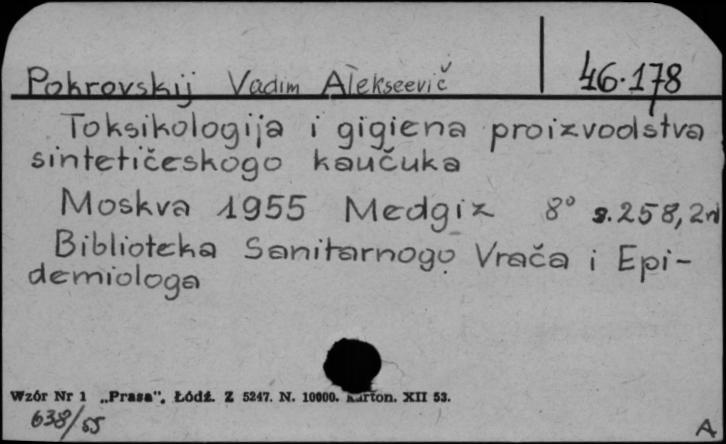 Pokrovskij Vadim Alekseevič 46.178
Toksikologija i gigiena proizvodstva
sintetičeskogo kaučuka
Moskva 1955 Medgiz 8° s.258,2nl
Biblioteka Sanitarnogo Vrača i Epi-
demiologa
Wzór Nr 1 „Prasa”, Łódź. Z 5247. N. 10000. Karton. XII 53.
638/55
A